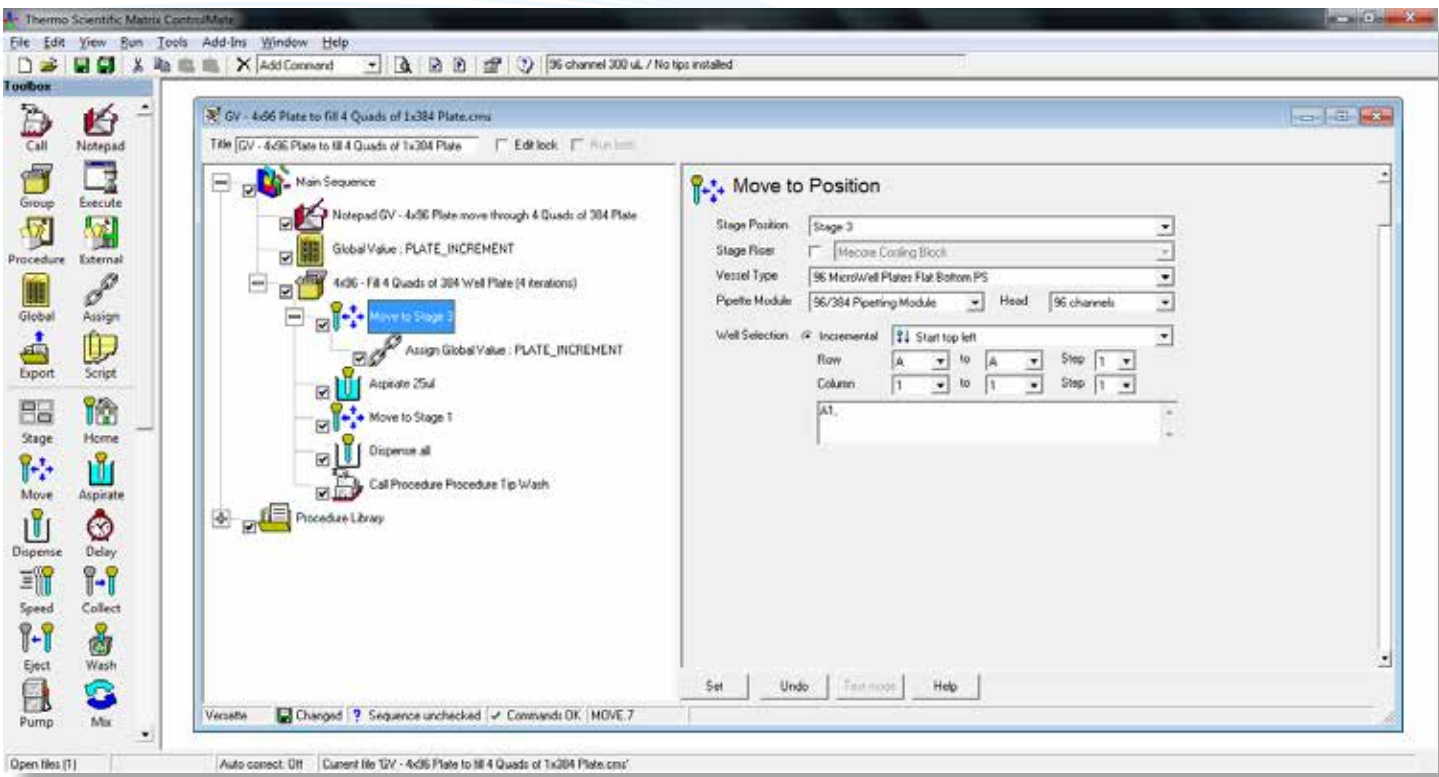 Thermo Scientific Matrix ControlMate
File Edit View Run Tools Add-Ins Window Help
Add Command 96 channel 300 uL / No tips installed
Toolbox
Call Notepad
Group Execute
Procedure External
Global Assign
Export Script
Stage Home
Move Aspirate
Dispense Delay
Speed Collect
Eject Wash
Pump Mix
GV - 4x96 Plate to fill 4 Quads of 1x384 Plate.cms
Title GV - 4x96 Plate to fill 4 Quads of 1x384 Plate Edit lock Run lock
Main Sequence
Notepad GV - 4x96 Plate move through 4 Quads of 384 Plate
Global Value : PLATE_INCREMENT
4x96 - Fill 4 Quads of 384 Well Plate (4 iterations)
Move to Stage 3
Assign Global Value : PLATE_INCREMENT
Aspirate 25ul
Move to Stage 1
Dispense all
Call Procedure Procedure Tip Wash
Procedure Library
Move to Position
Stage Position Stage 3
Stage Riser Mecore Cooling Block
Vessel Type 96 MicroWell Plates Flat Bottom PS
Pipette Module 96/384 Pipetting Module Head 96 channels
Well Selection Incremental Start top left
Row A to A Step 1
Column 1 to 1 Step 1
A1,
Set Undo Test mode Help
Versette Changed ? Sequence unchecked Commands OK MOVE.7
Open files (1) Auto correct: Off Current file 'GV - 4x96 Plate to fill 4 Quads of 1x384 Plate.cms'